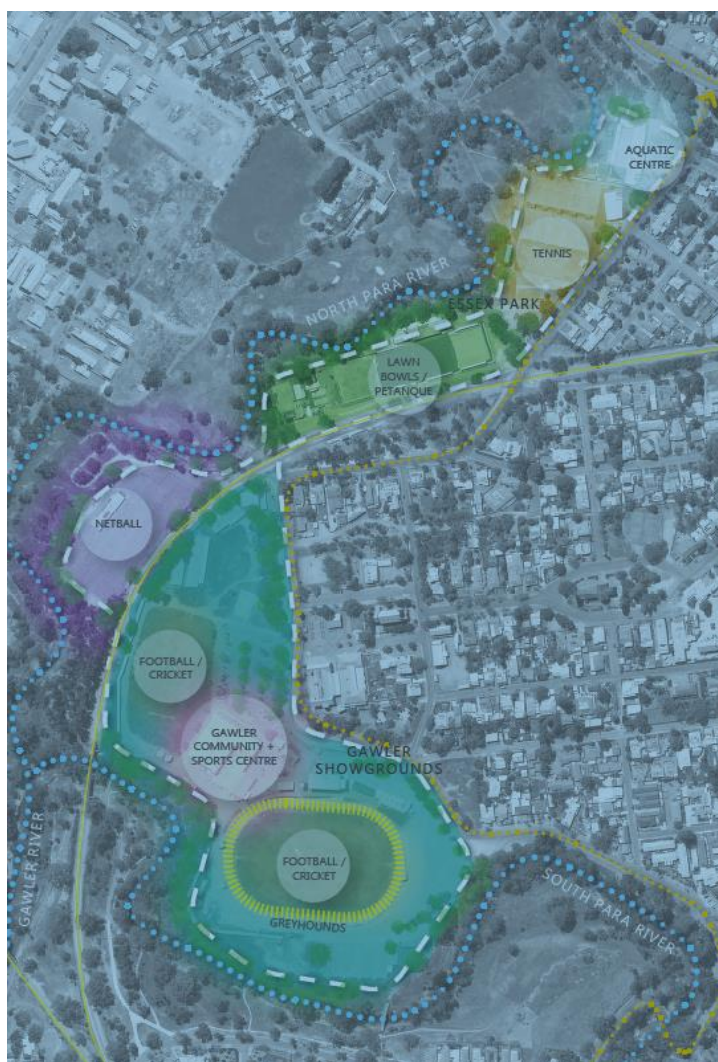 AQUATIC
CENTRE
TENNIS
NORTH PARA RIVER
ESSEX PARK
LAWN
BOWLS /
PETANQUE
NETBALL
FOOTBALL /
CRICKET
GAWLER
COMMUNITY +
SPORTS CENTRE
GAWLER
SHOWGROUNDS
GAWLER RIVER
FOOTBALL /
CRICKET
GREYHOUNDS
SOUTH PARA RIVER